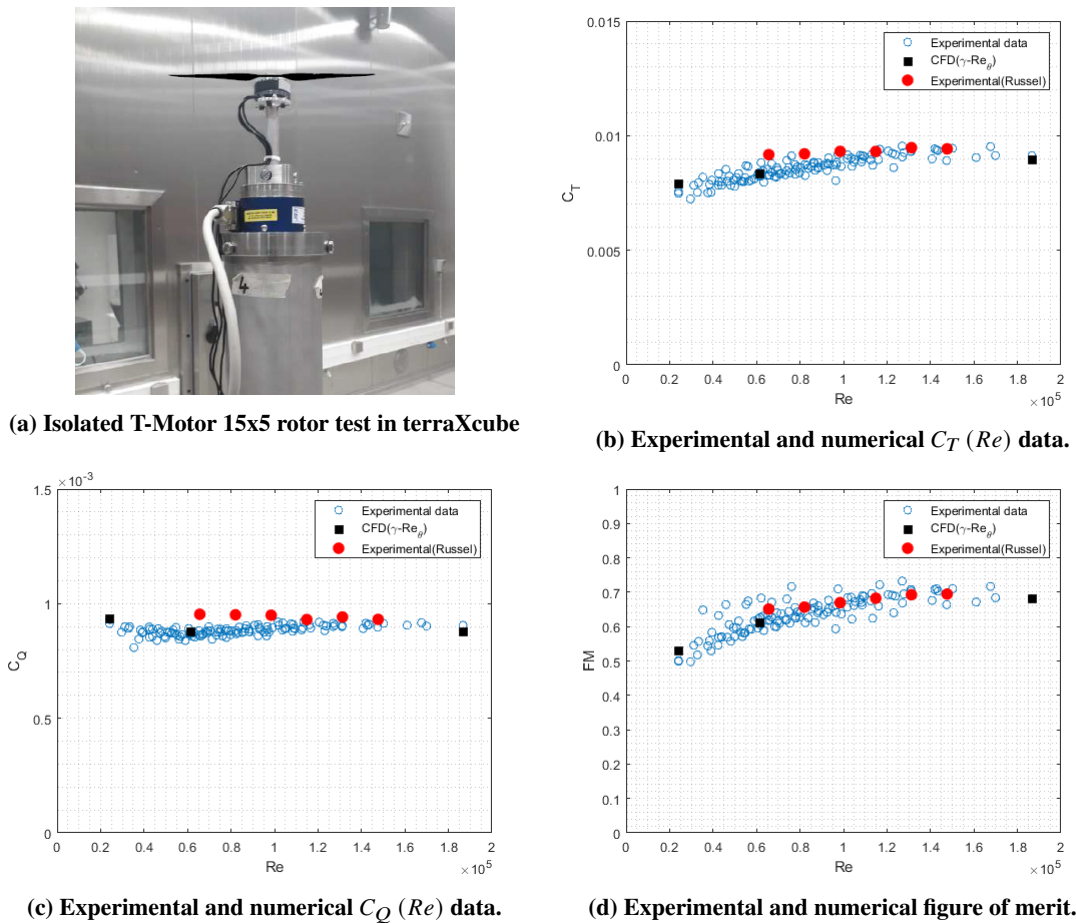 4
(a) Isolated T-Motor 15x5 rotor test in terraXcube
0.015
0.01
0.005
0
C_T
Experimental data
CFD(γ-Re_θ)
Experimental(Russel)
0 0.2 0.4 0.6 0.8 1 1.2 1.4 1.6 1.8 2
Re
×10^5
(b) Experimental and numerical C_T (Re) data.
×10^-3
1.5
1
0.5
0
C_Q
Experimental data
CFD(γ-Re_θ)
Experimental(Russel)
0 0.2 0.4 0.6 0.8 1 1.2 1.4 1.6 1.8 2
Re
×10^5
(c) Experimental and numerical C_Q (Re) data.
1
0.9
0.8
0.7
0.6
0.5
0.4
0.3
0.2
0.1
0
FM
Experimental data
CFD(γ-Re_θ)
Experimental(Russel)
0 0.2 0.4 0.6 0.8 1 1.2 1.4 1.6 1.8 2
Re
×10^5
(d) Experimental and numerical figure of merit.